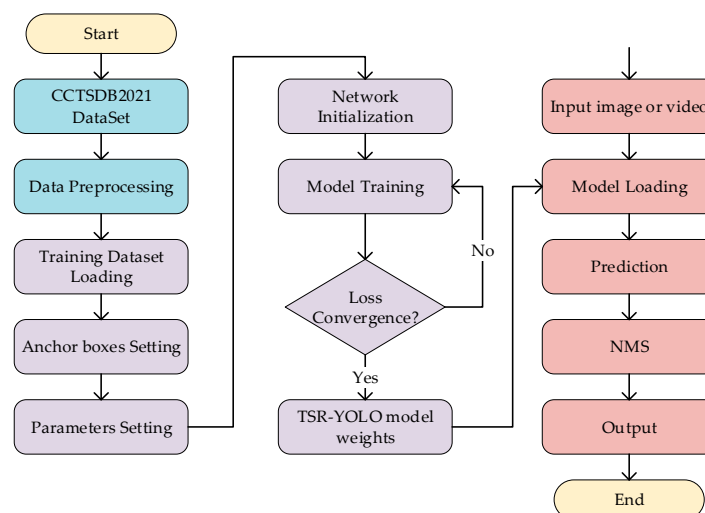 Start
CCTSDB2021
DataSet
Data Preprocessing
Training Dataset
Loading
Anchor boxes Setting
Parameters Setting
Network
Initialization
Model Training
No
Loss
Convergence?
Yes
TSR-YOLO model
weights
Input image or video
Model Loading
Prediction
NMS
Output
End